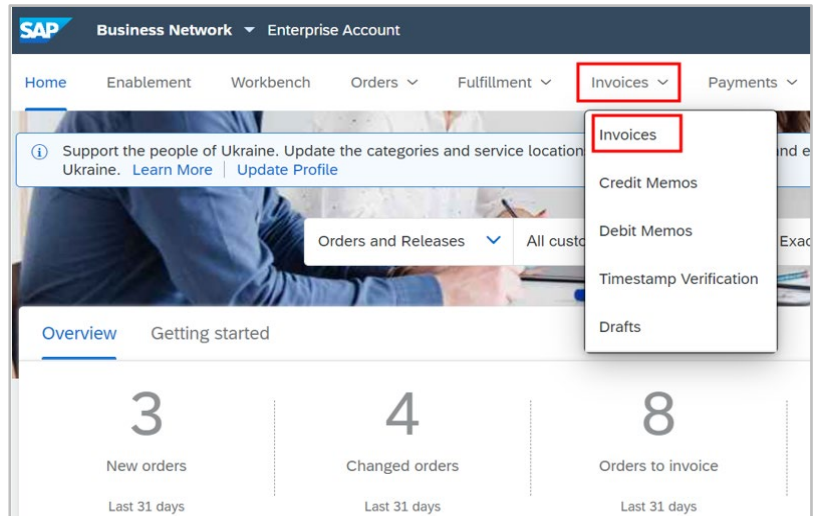 SAP Business Network Enterprise Account
Home Enablement Workbench Orders Fulfillment Invoices Payments
Invoices
Credit Memos
Debit Memos
Timestamp Verification
Drafts
Support the people of Ukraine. Update the categories and service
Ukraine. Learn More | Update Profile
Orders and Releases All
Overview Getting started
3 4 8
New orders Changed orders Orders to invoice
Last 31 days Last 31 days Last 31 days